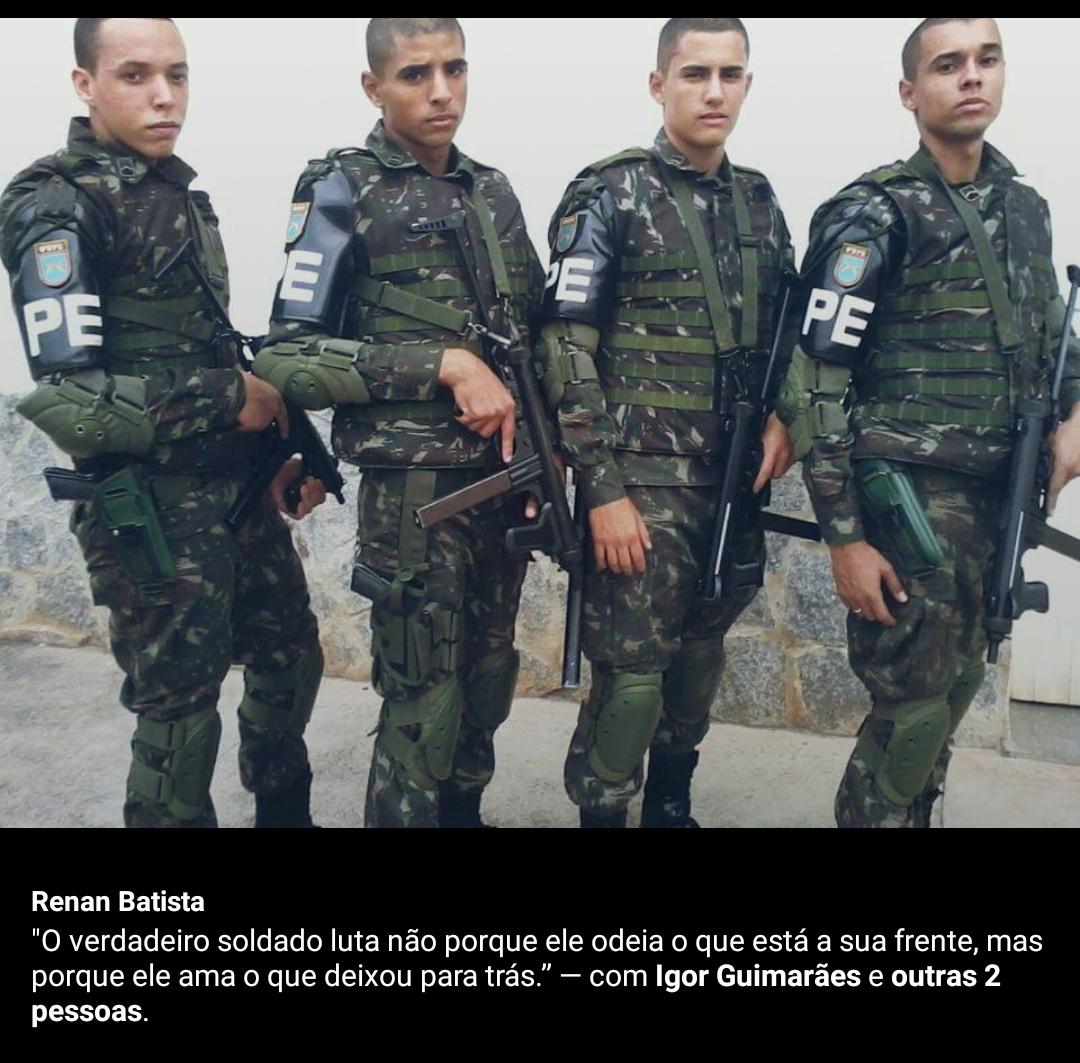 PE
PE
PE
PE
Renan Batista
"O verdadeiro soldado luta não porque ele odeia o que está a sua frente, mas
porque ele ama o que deixou para trás.” — com Igor Guimarães e outras 2
pessoas.